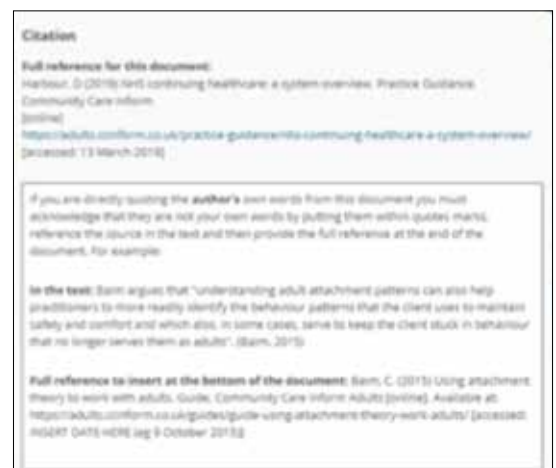 Citation
Full reference for this document:
Harbour, D (2019) NHS continuing healthcare: a system overview. Practice Guidance.
Community Care Inform
[online]
https://adults.ccinform.co.uk/practice-guidance/nhs-continuing-healthcare-a-system-overview/
[accessed: 13 March 2019]
If you are directly quoting the author's own words from this document you must
acknowledge that they are not your own words by putting them within quotes marks,
reference the source in the text and then provide the full reference at the end of the
document. For example:
In the text: Baim argues that "understanding adult attachment patterns can also help
practitioners to more readily identify the behaviour patterns that the client uses to maintain
safety and comfort and which also, in some cases, serve to keep the client stuck in behaviour
that no longer serves them as adults". (Baim, 2015)
Full reference to insert at the bottom of the document: Baim, C. (2015) Using attachment
theory to work with adults. Guide, Community Care Inform Adults [online]. Available at:
https://adults.ccinform.co.uk/guides/guide-using-attachment-theory-work-adults/ [accessed:
INSERT DATE HERE (eg 9 October 2015)]